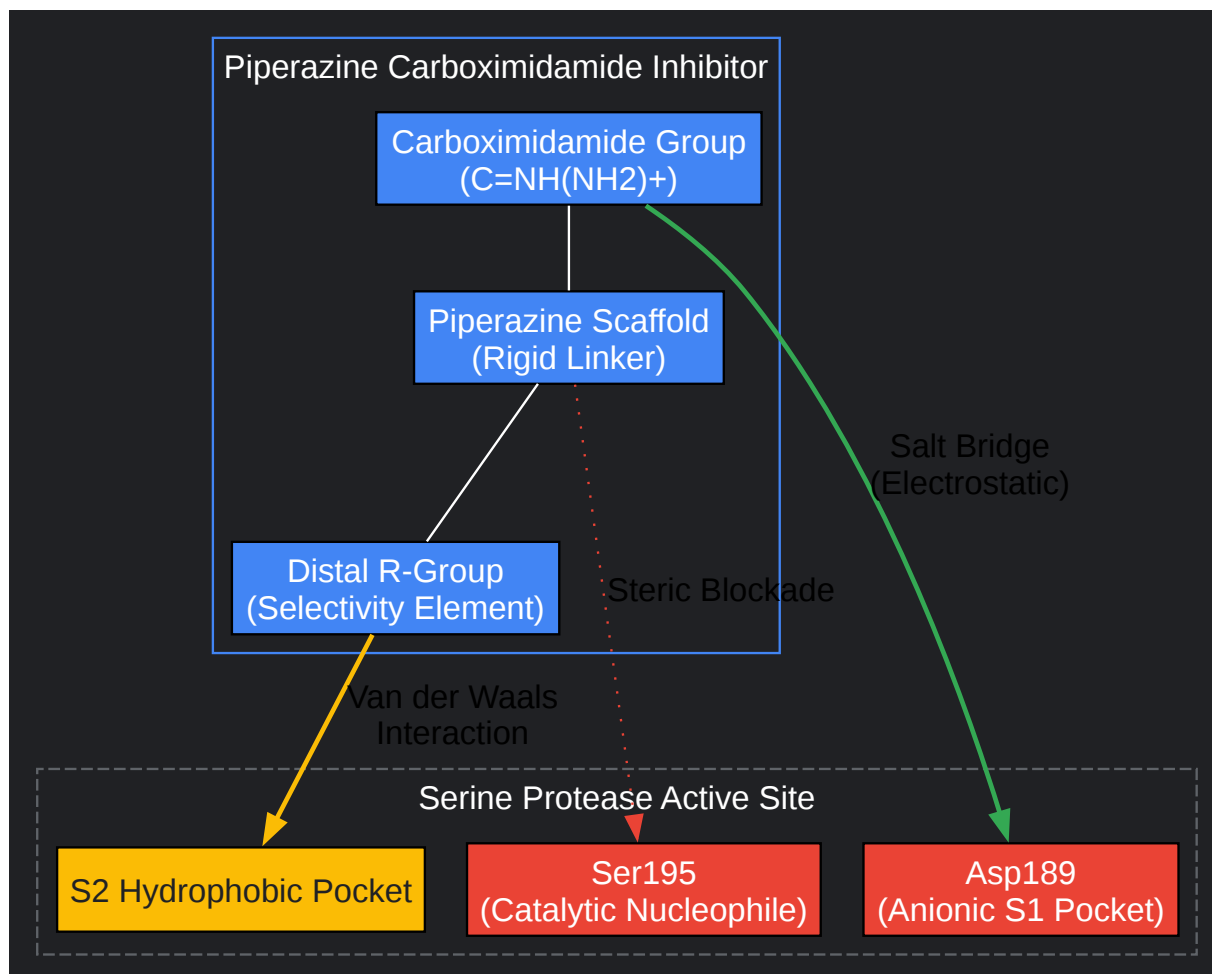 Piperazine Carboximidamide Inhibitor
Carboximidamide Group
(C=NH(NH2)+)
Piperazine Scaffold
(Rigid Linker)
Salt Bridge
(Electrostatic)
Distal R-Group
(Selectivity Element)
Steric Blockade
Van der Waals
Interaction
Serine Protease Active Site
S2 Hydrophobic Pocket
Ser195
(Catalytic Nucleophile)
Asp189
(Anionic S1 Pocket)